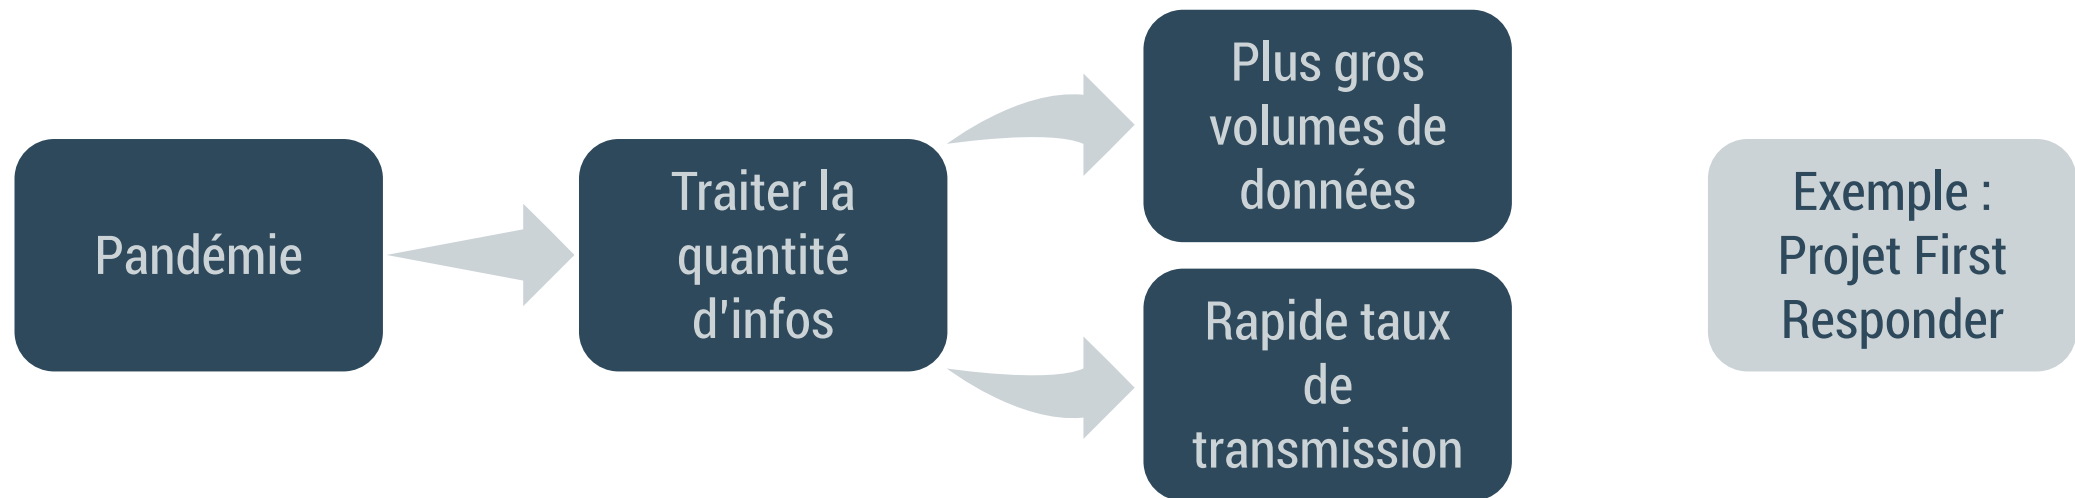 Pandémie
Traiter la
quantité
d'infos
Plus gros
volumes de
données
Rapide taux
de
transmission
Exemple :
Projet First
Responder